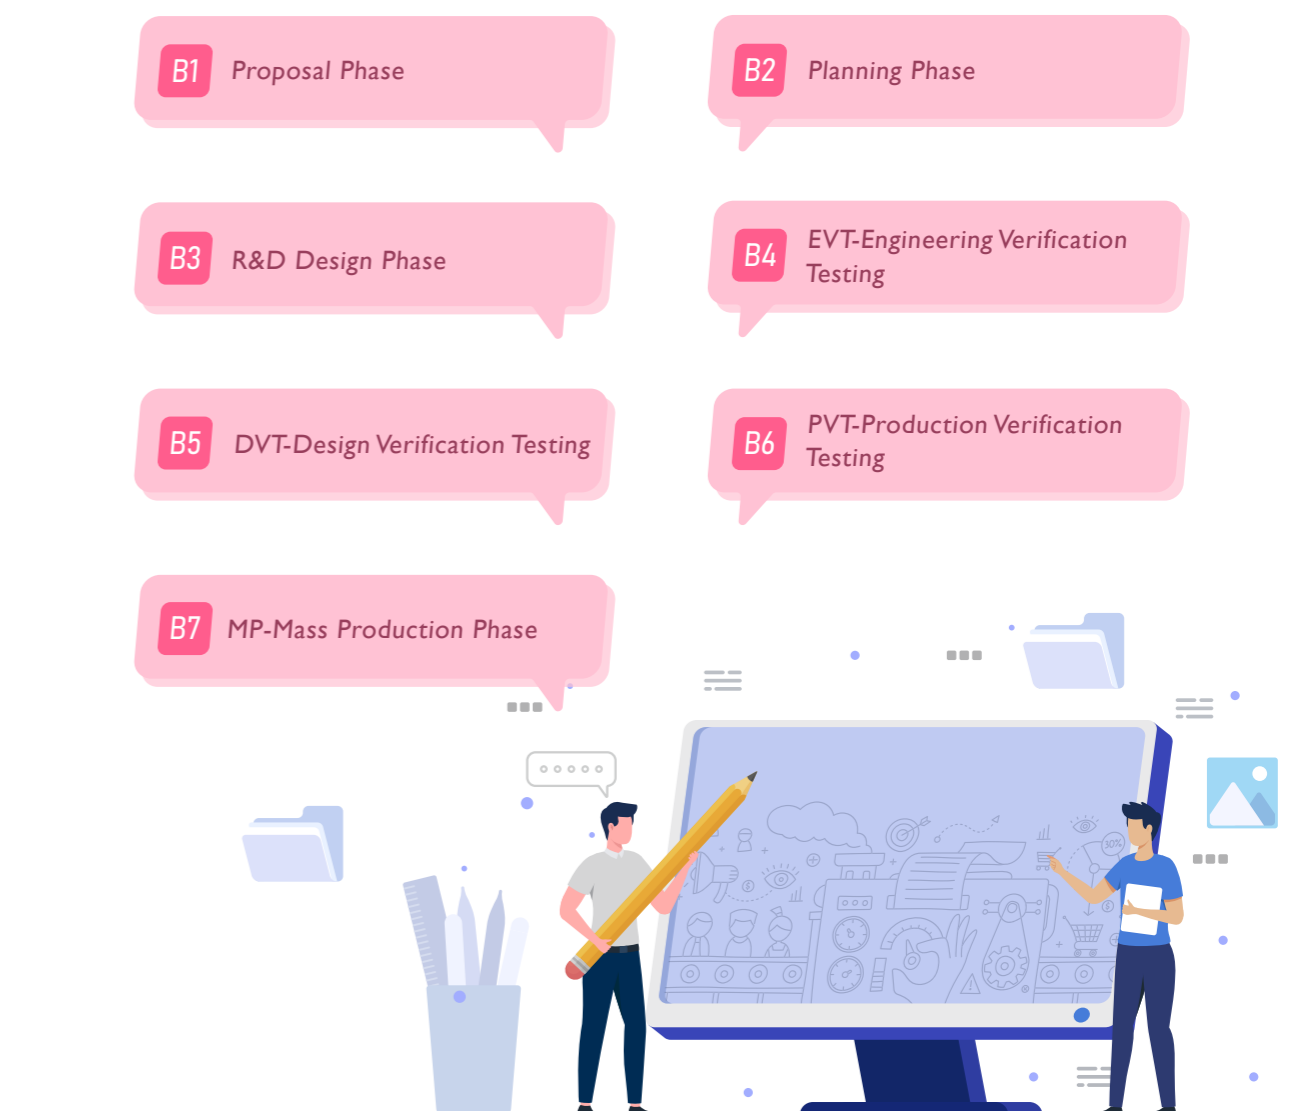 B1 Proposal Phase
B2 Planning Phase
B3 R&D Design Phase
B4 EVT-Engineering Verification
Testing
B5 DVT-Design Verification Testing
B6 PVT-Production Verification
Testing
B7 MP-Mass Production Phase
30%